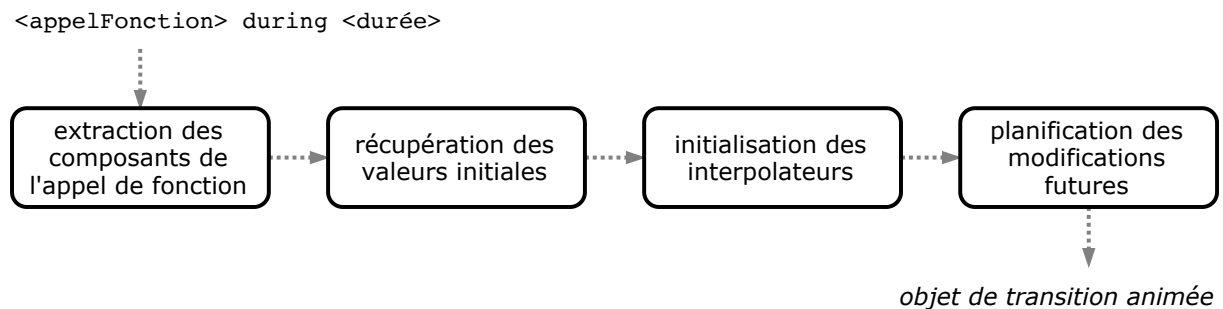 <appelFonction> during <durée>
extraction des
composants de
l'appel de fonction
récupération des
valeurs initiales
initialisation des
interpolateurs
planification des
modifications
futures
objet de transition animée